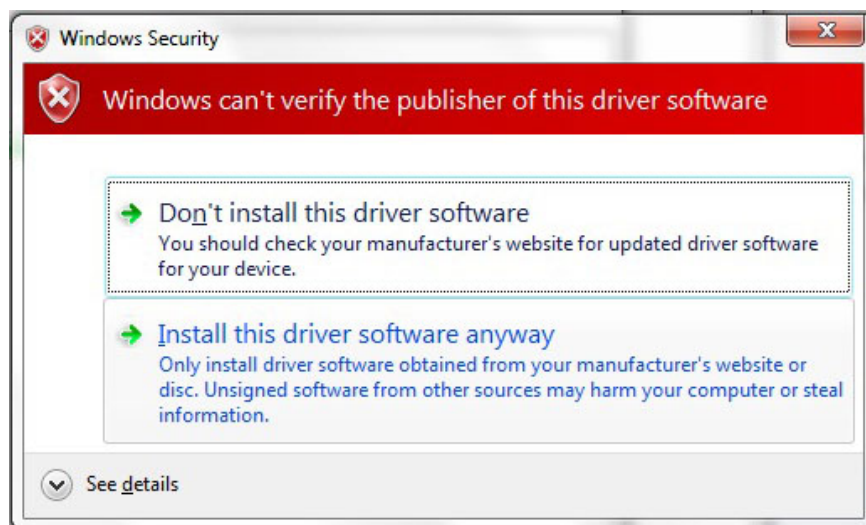 Windows Security
Windows can't verify the publisher of this driver software
Don't install this driver software
You should check your manufacturer's website for updated driver software
for your device.
Install this driver software anyway
Only install driver software obtained from your manufacturer's website or
disc. Unsigned software from other sources may harm your computer or steal
information.
See details